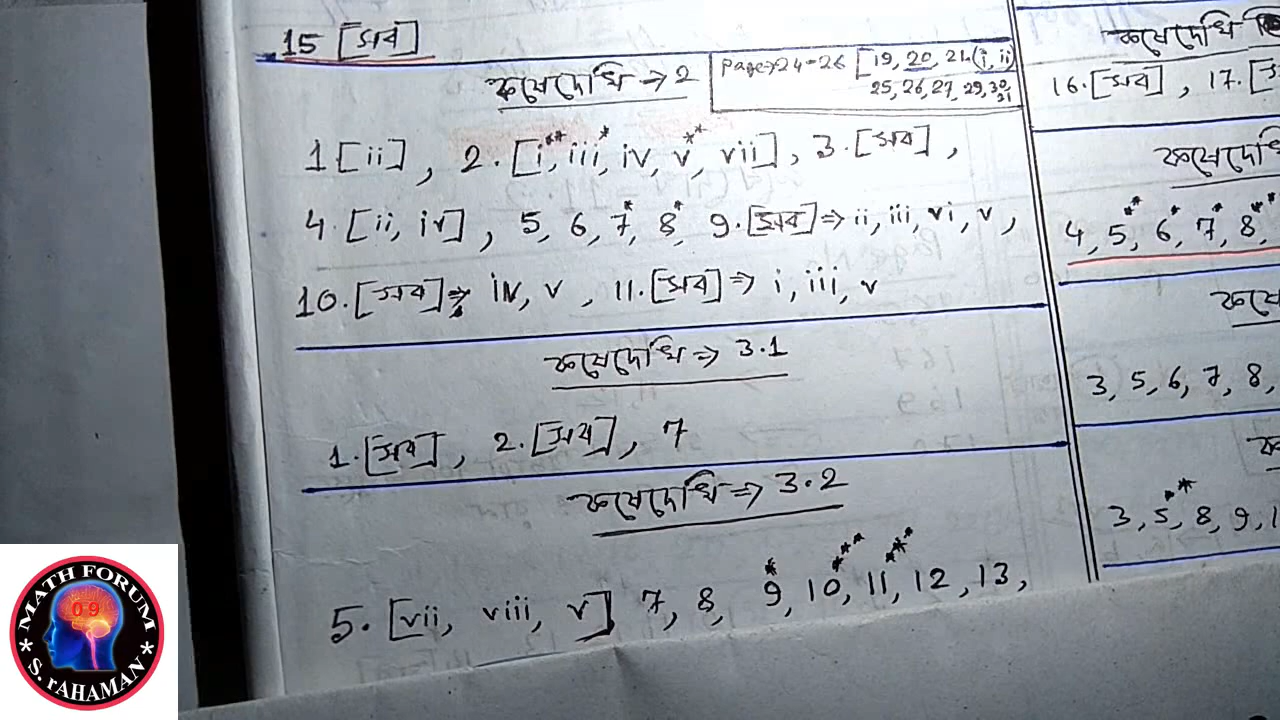 15 [সব]
কষেদেখি → 2
Page → 24-26 [19, 20, 21 (i, ii)
25, 26, 27, 29, 30, 31
1 [ii], 2. [i**, iii*, iv, v**, vii], 3. [সব],
4. [ii, iv], 5, 6, 7*, 8*, 9. [সব] ⇒ ii, iii, vi, v,
10. [সব] ⇒ iv, v, 11. [সব] ⇒ i, iii, v
কষেদেখি ⇒ 3.1
1. [সব], 2. [সব], 7
কষেদেখি ⇒ 3.2
5. [vii, viii, v] 7, 8, 9*, 10***, 11***, 12, 13,
কষেদেখি
16. [সব], 17.
কষেদেখি
4, 5**, 6*, 7*, 8**,
3, 5, 6, 7, 8,
3, 5**, 8, 9,
MATH FORUM
09
* S. rAHAMAN *